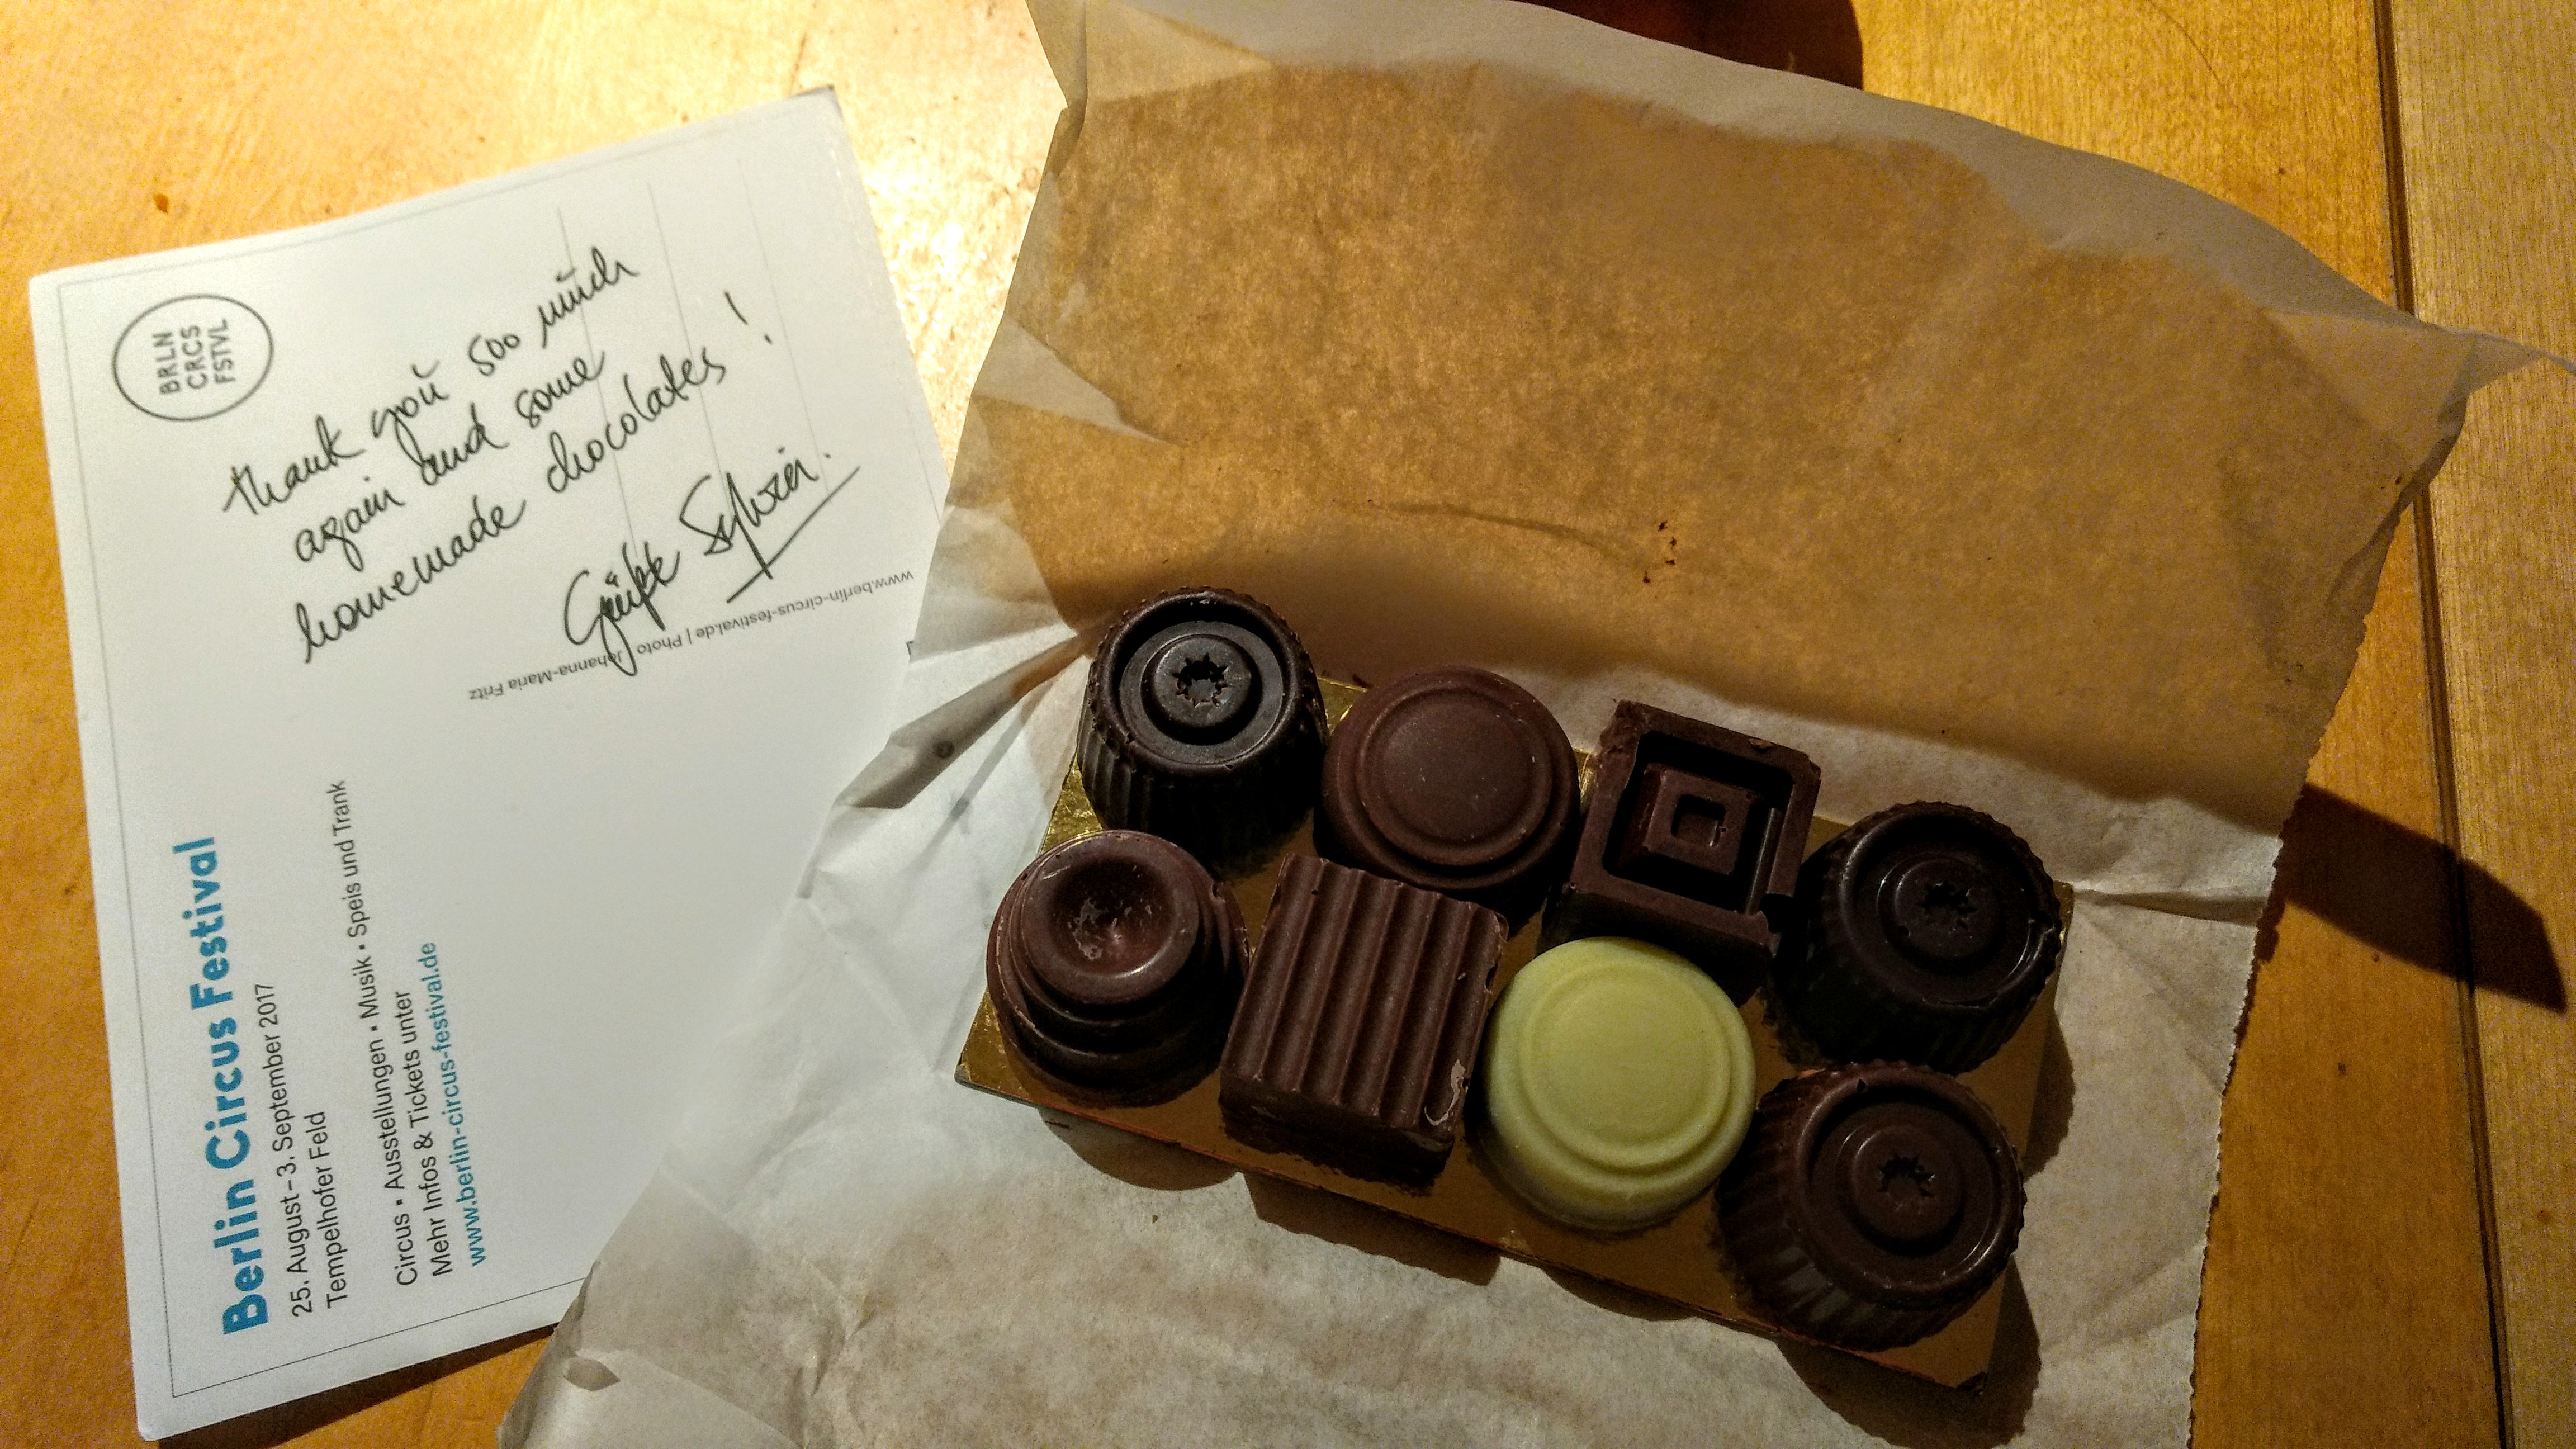 BRLN
CRCS
FSTVL
thank you soo much
again and some
homemade chocolates !
Grüße
www.berlin-circus-festival.de | Photo Johanna-Maria Fritz
Berlin Circus Festival
25. August – 3. September 2017
Tempelhofer Feld
Circus • Ausstellungen • Musik • Speis und Trank
Mehr Infos & Tickets unter
www.berlin-circus-festival.de